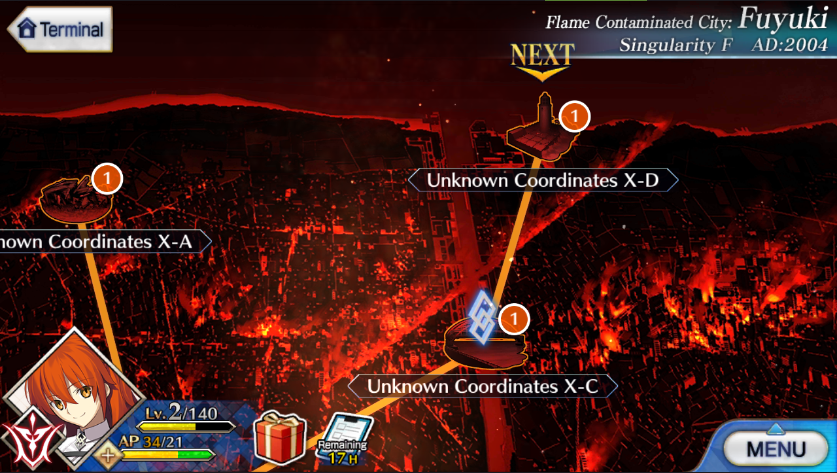 Terminal
Flame Contaminated City: Fuyuki
Singularity F AD:2004
NEXT
1
1
Unknown Coordinates X-D
nown Coordinates X-A
1
Unknown Coordinates X-C
Lv. 2/140
AP 34/21
Remaining
17H
MENU